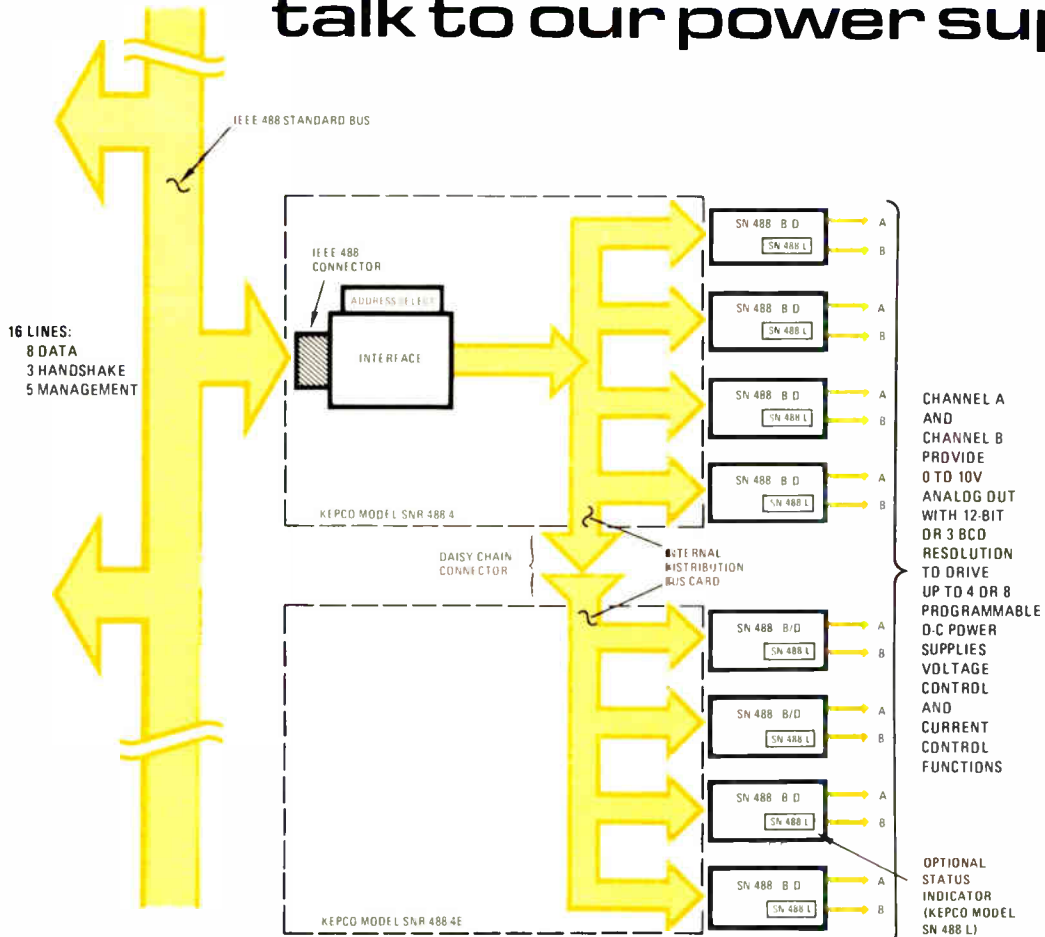 talk to our power sup
IEEE 488 STANDARD BUS
16 LINES:
8 DATA
3 HANDSHAKE
5 MANAGEMENT
IEEE 488
CONNECTOR
ADDRESS SELECT
INTERFACE
KEPCO MODEL SNR 488 4
SN 488 B D
SN 488 L
A
B
SN 488 B D
SN 488 L
A
B
SN 488 B D
SN 488 L
A
B
SN 488 B D
SN 488 L
A
B
DAISY CHAIN
CONNECTOR
INTERNAL
DISTRIBUTION
BUS CARD
KEPCO MODEL SNR 488 4E
SN 488 B/D
SN 488 L
A
B
SN 488 B/D
SN 488 L
A
B
SN 488 B D
SN 488 L
A
B
SN 488 B D
SN 488 L
A
B
CHANNEL A
AND
CHANNEL B
PROVIDE
0 TO 10V
ANALOG OUT
WITH 12-BIT
OR 3 BCD
RESOLUTION
TO DRIVE
UP TO 4 OR 8
PROGRAMMABLE
D-C POWER
SUPPLIES
VOLTAGE
CONTROL
AND
CURRENT
CONTROL
FUNCTIONS
OPTIONAL
STATUS
INDICATOR
(KEPCO MODEL
SN 488 L)